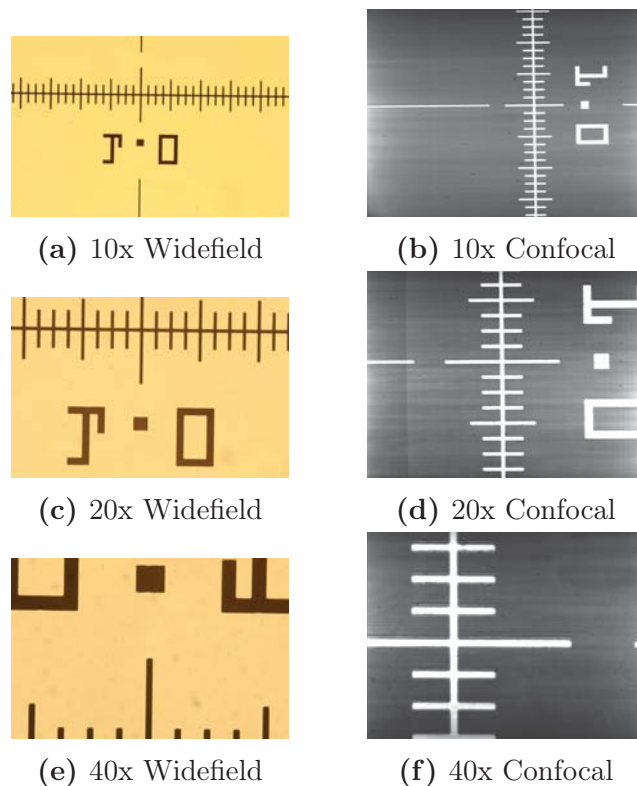 (a) 10x Widefield
(b) 10x Confocal
(c) 20x Widefield
(d) 20x Confocal
(e) 40x Widefield
(f) 40x Confocal